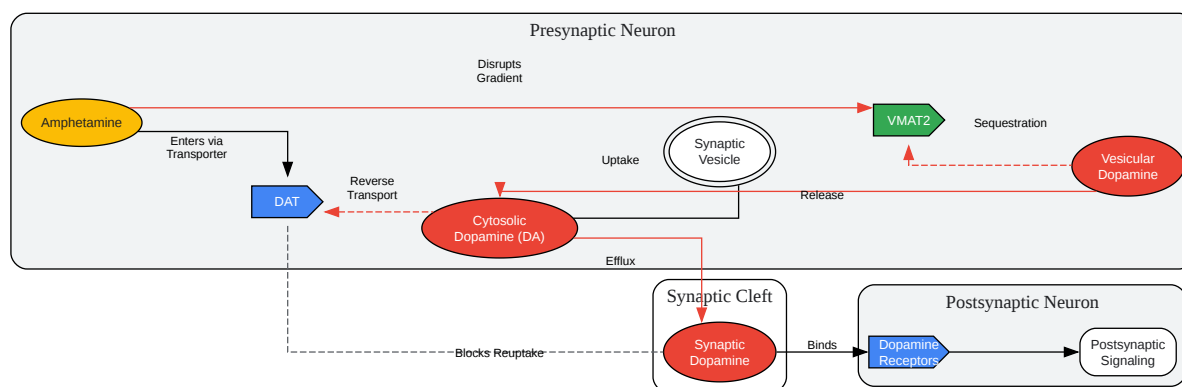 Presynaptic Neuron
Disrupts
Gradient
Amphetamine
VMAT2
Sequestration
Enters via
Transporter
Synaptic
Vesicle
Uptake
Vesicular
Dopamine
Reverse
Transport
DAT
Release
Cytosolic
Dopamine (DA)
Efflux
Synaptic Cleft
Postsynaptic Neuron
Blocks Reuptake
Synaptic
Dopamine
Binds
Dopamine
Receptors
Postsynaptic
Signaling